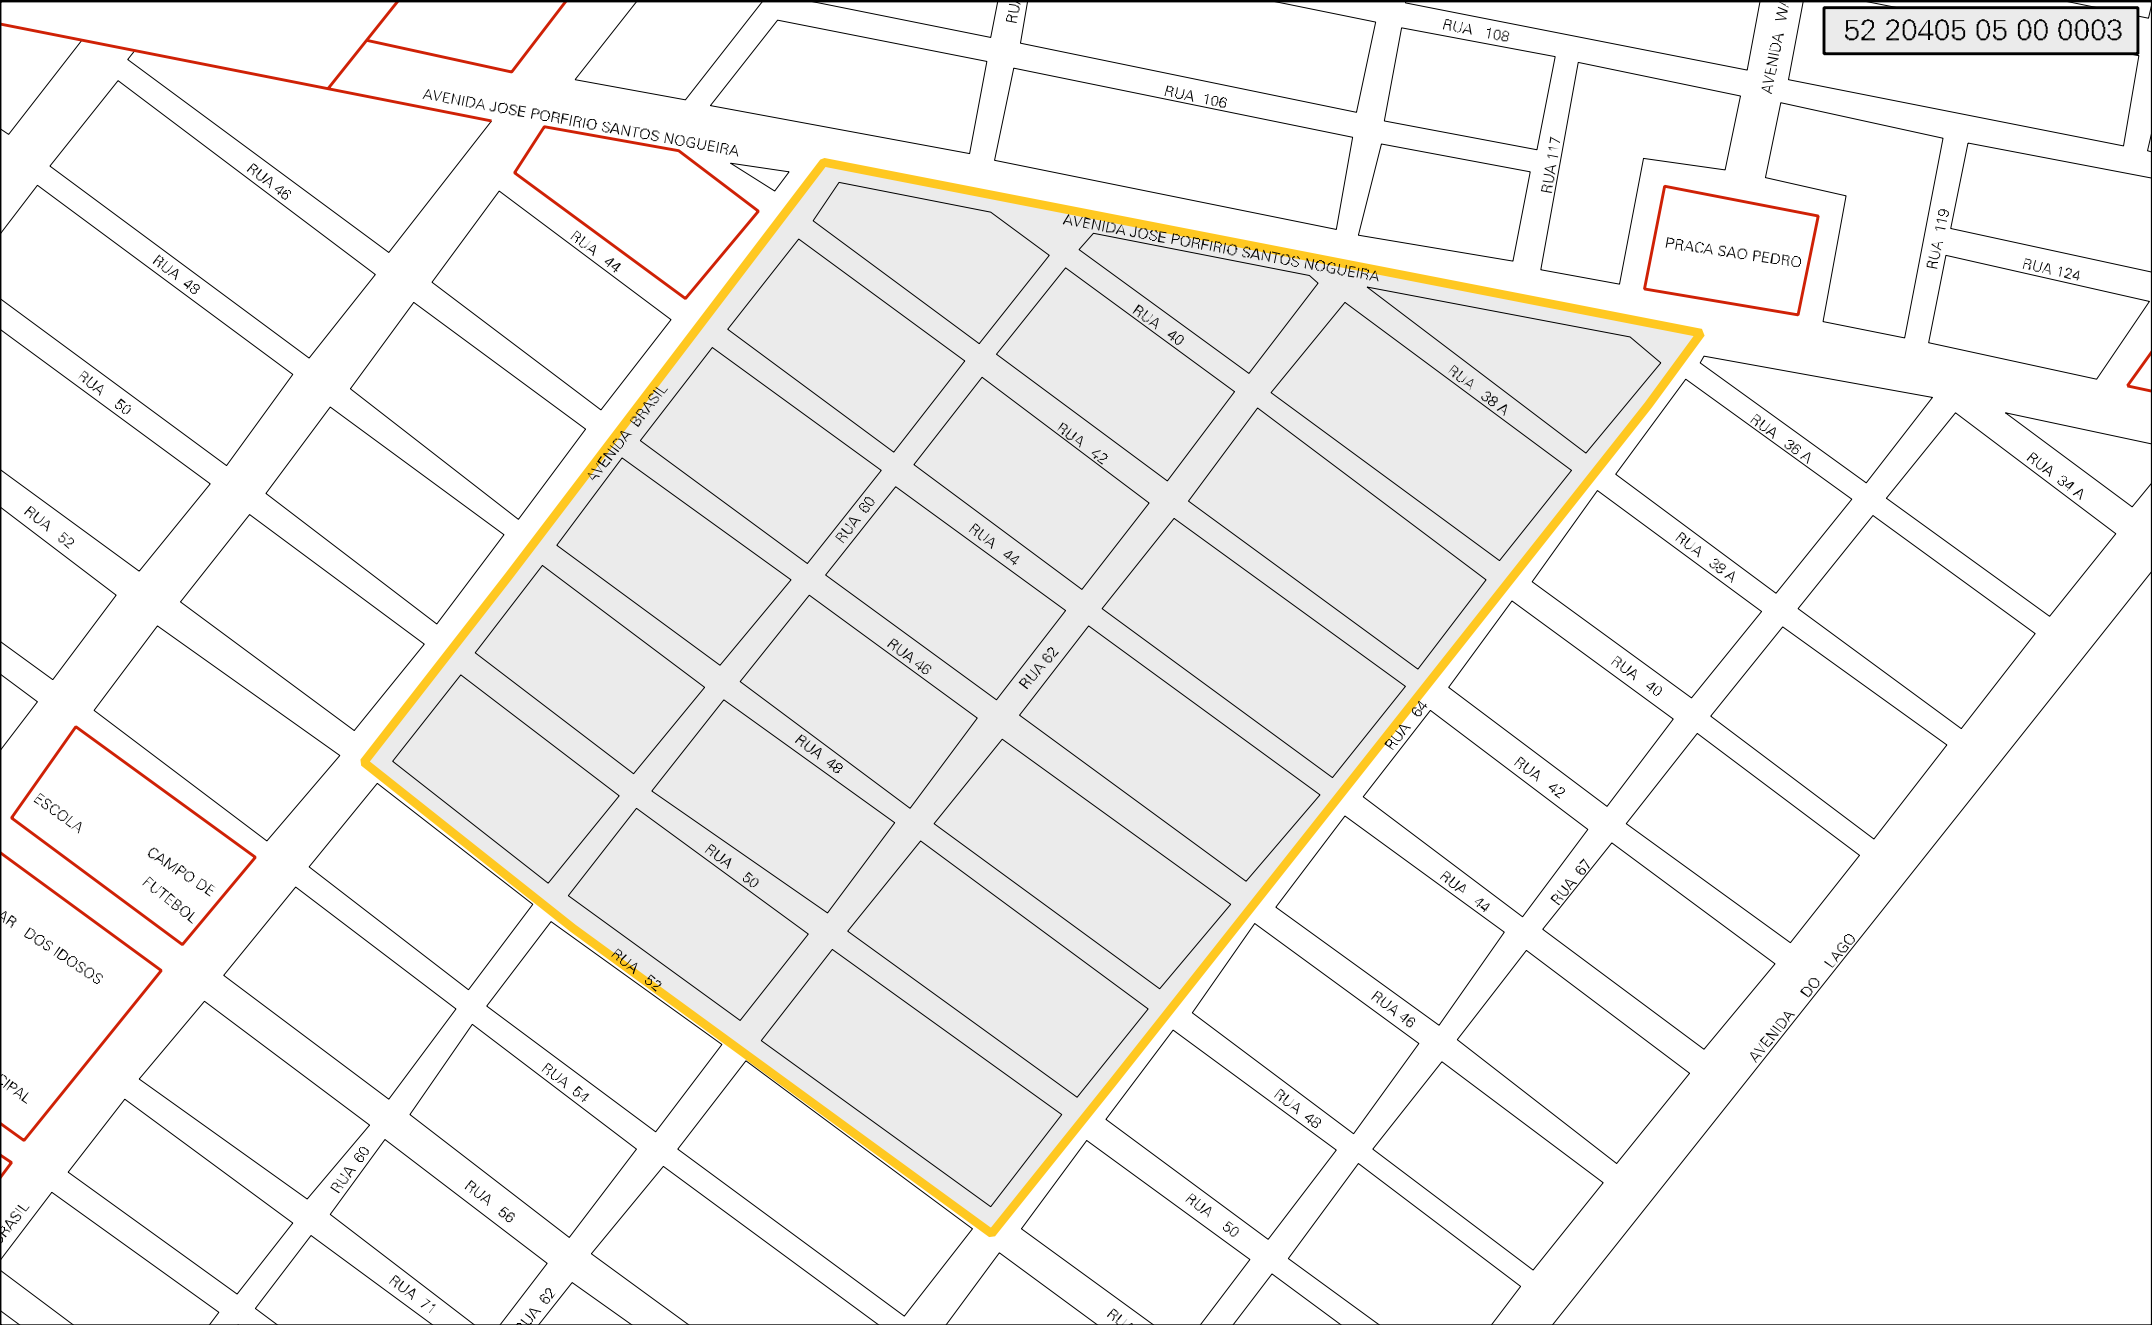 52 20405 05 00 0003
RUA 108
AVENIDA
RUA 106
AVENIDA JOSE PORFIRIO SANTOS NOGUEIRA
RUA 117
RUA 46
RUA 44
AVENIDA JOSE PORFIRIO SANTOS NOGUEIRA
PRACA SAO PEDRO
RUA 119
RUA 124
RUA 48
RUA 40
RUA 38 A
RUA 50
AVENIDA BRASIL
RUA 42
RUA 36 A
RUA 34 A
RUA 52
RUA 60
RUA 44
RUA 38 A
RUA 46
RUA 62
RUA 40
RUA 64
RUA 48
RUA 42
ESCOLA
CAMPO DE
FUTEBOL
RUA 50
RUA 44
RUA 67
DOS IDOSOS
RUA 52
AVENIDA DO LAGO
RUA 46
RUA 54
CIPAL
RUA 48
RUA 60
RUA 56
RUA 50
RASIL
RUA 71
RUA 62
RUA